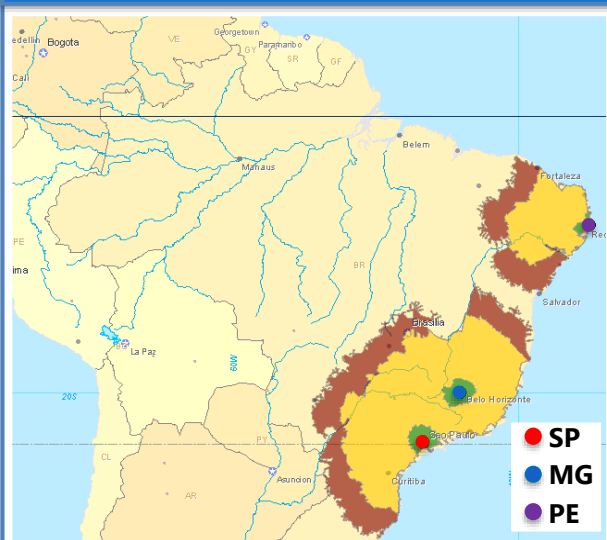 Georgetown
edellin
Bogota
VE
Paramaribo
GY
SR
GF
Cali
Belem
Manaus
Fortaleza
PE
Rec
BR
ima
Salvador
Brasilia
La Paz
60W
20S
Belo Horizonte
Sao Paulo
SP
PY
CL
Asuncion
Curitiba
MG
AR
PE